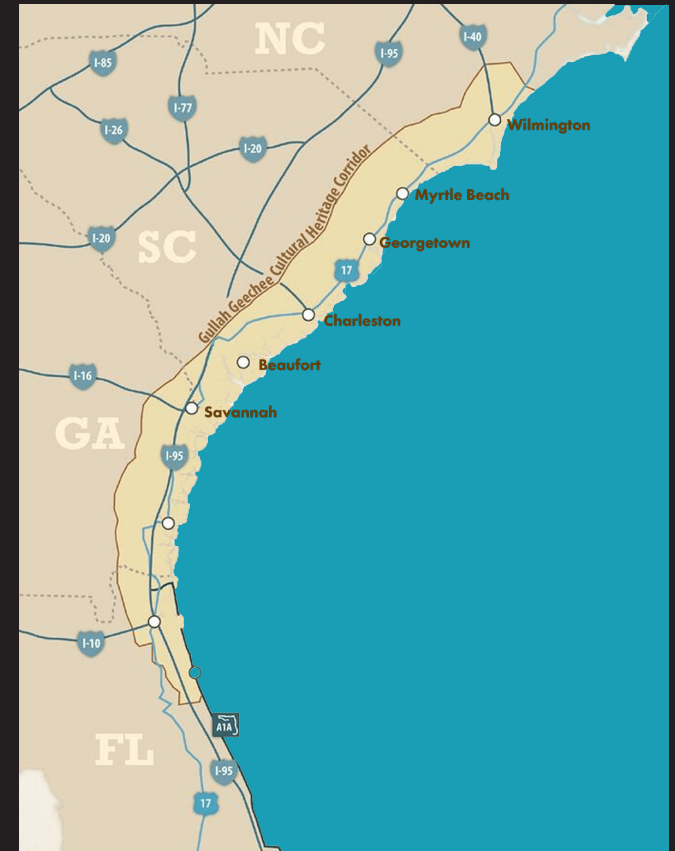 NC
I-40
I-95
I-85
I-77
I-26
I-20
Wilmington
Gullah Geechee Cultural Heritage Corridor
Myrtle Beach
I-20
SC
Georgetown
17
Charleston
Beaufort
I-16
Savannah
GA
I-95
I-10
A1A
FL
I-95
17